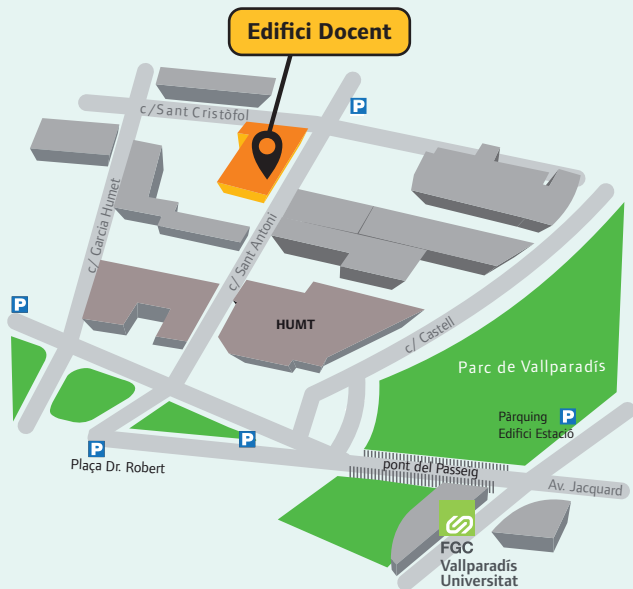 Edifici Docent
c/Sant Cristòfol
P
c/ Garcia Humet
c/ Sant Antoni
P
HUMT
c/ Castell
Parc de Vallparadís
Pàrquing P
Edifici Estació
P
P
Plaça Dr. Robert
pont del Passeig
Av. Jacquard
FGC
Vallparadís
Universitat